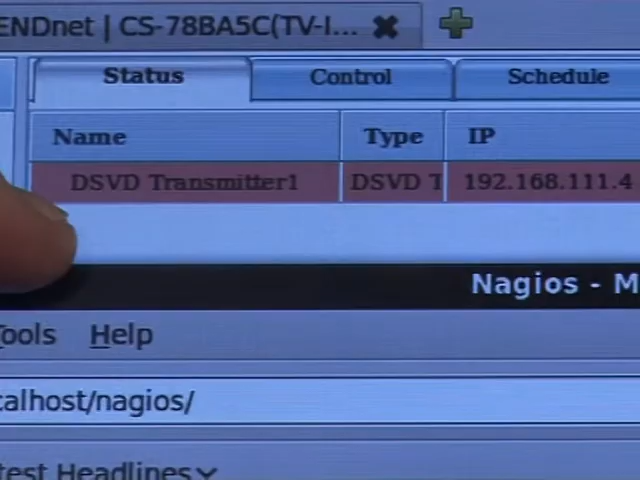 ENDnet | CS-78BA5C(TV-I...
Status Control Schedule
Name Type IP
DSVD Transmitter1 DSVD T 192.168.111.4
Nagios - M
Tools Help
calhost/nagios/
test Headlines